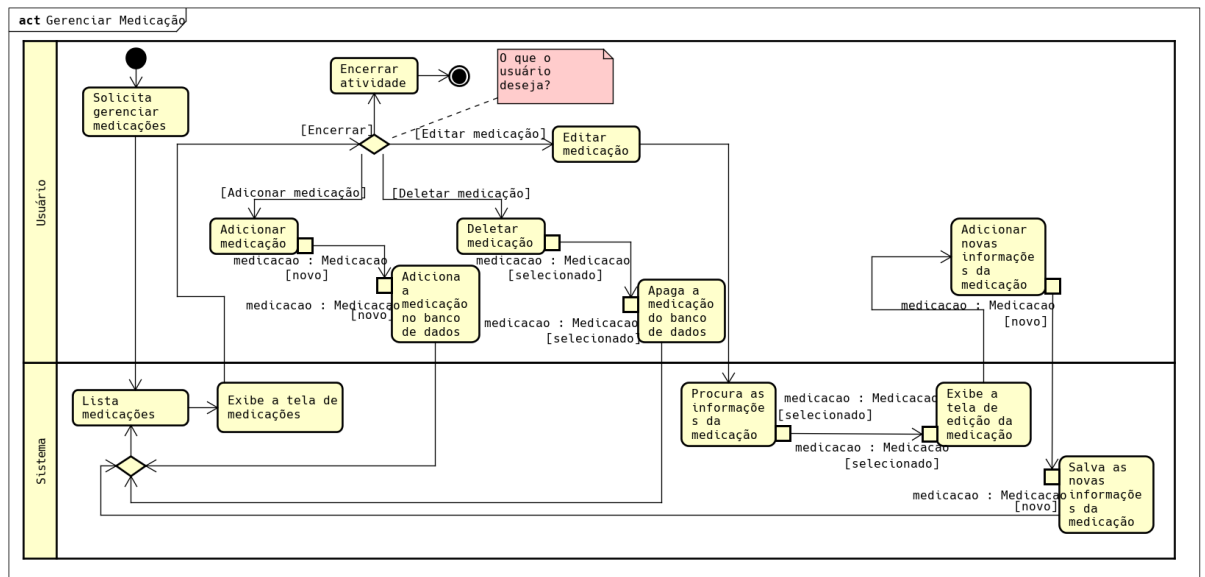 act Gerenciar Medicação
Usuário
Solicita
gerenciar
medicações
Encerrar
atividade
O que o
usuário
deseja?
[Encerrar]
[Editar medicação]
Editar
medicação
[Adiconar medicação]
[Deletar medicação]
Adicionar
medicação
medicacao : Medicacao
[novo]
Deletar
medicação
medicacao : Medicacao
[selecionado]
Adicionar
novas
informaçõe
s da
medicação
medicacao : Medicacao
[novo]
medicacao : Medicacao
[novo]
Adiciona
a
medicação
no banco
de dados
medicacao : Medicacao
[selecionado]
Apaga a
medicação
do banco
de dados
Sistema
Lista
medicações
Exibe a tela de
medicações
Procura as
informaçõe
s da
medicação
medicacao : Medicacao
[selecionado]
medicacao : Medicacao
[selecionado]
Exibe a
tela de
edição da
medicação
medicacao : Medicacao
[novo]
Salva as
novas
informaçõe
s da
medicação